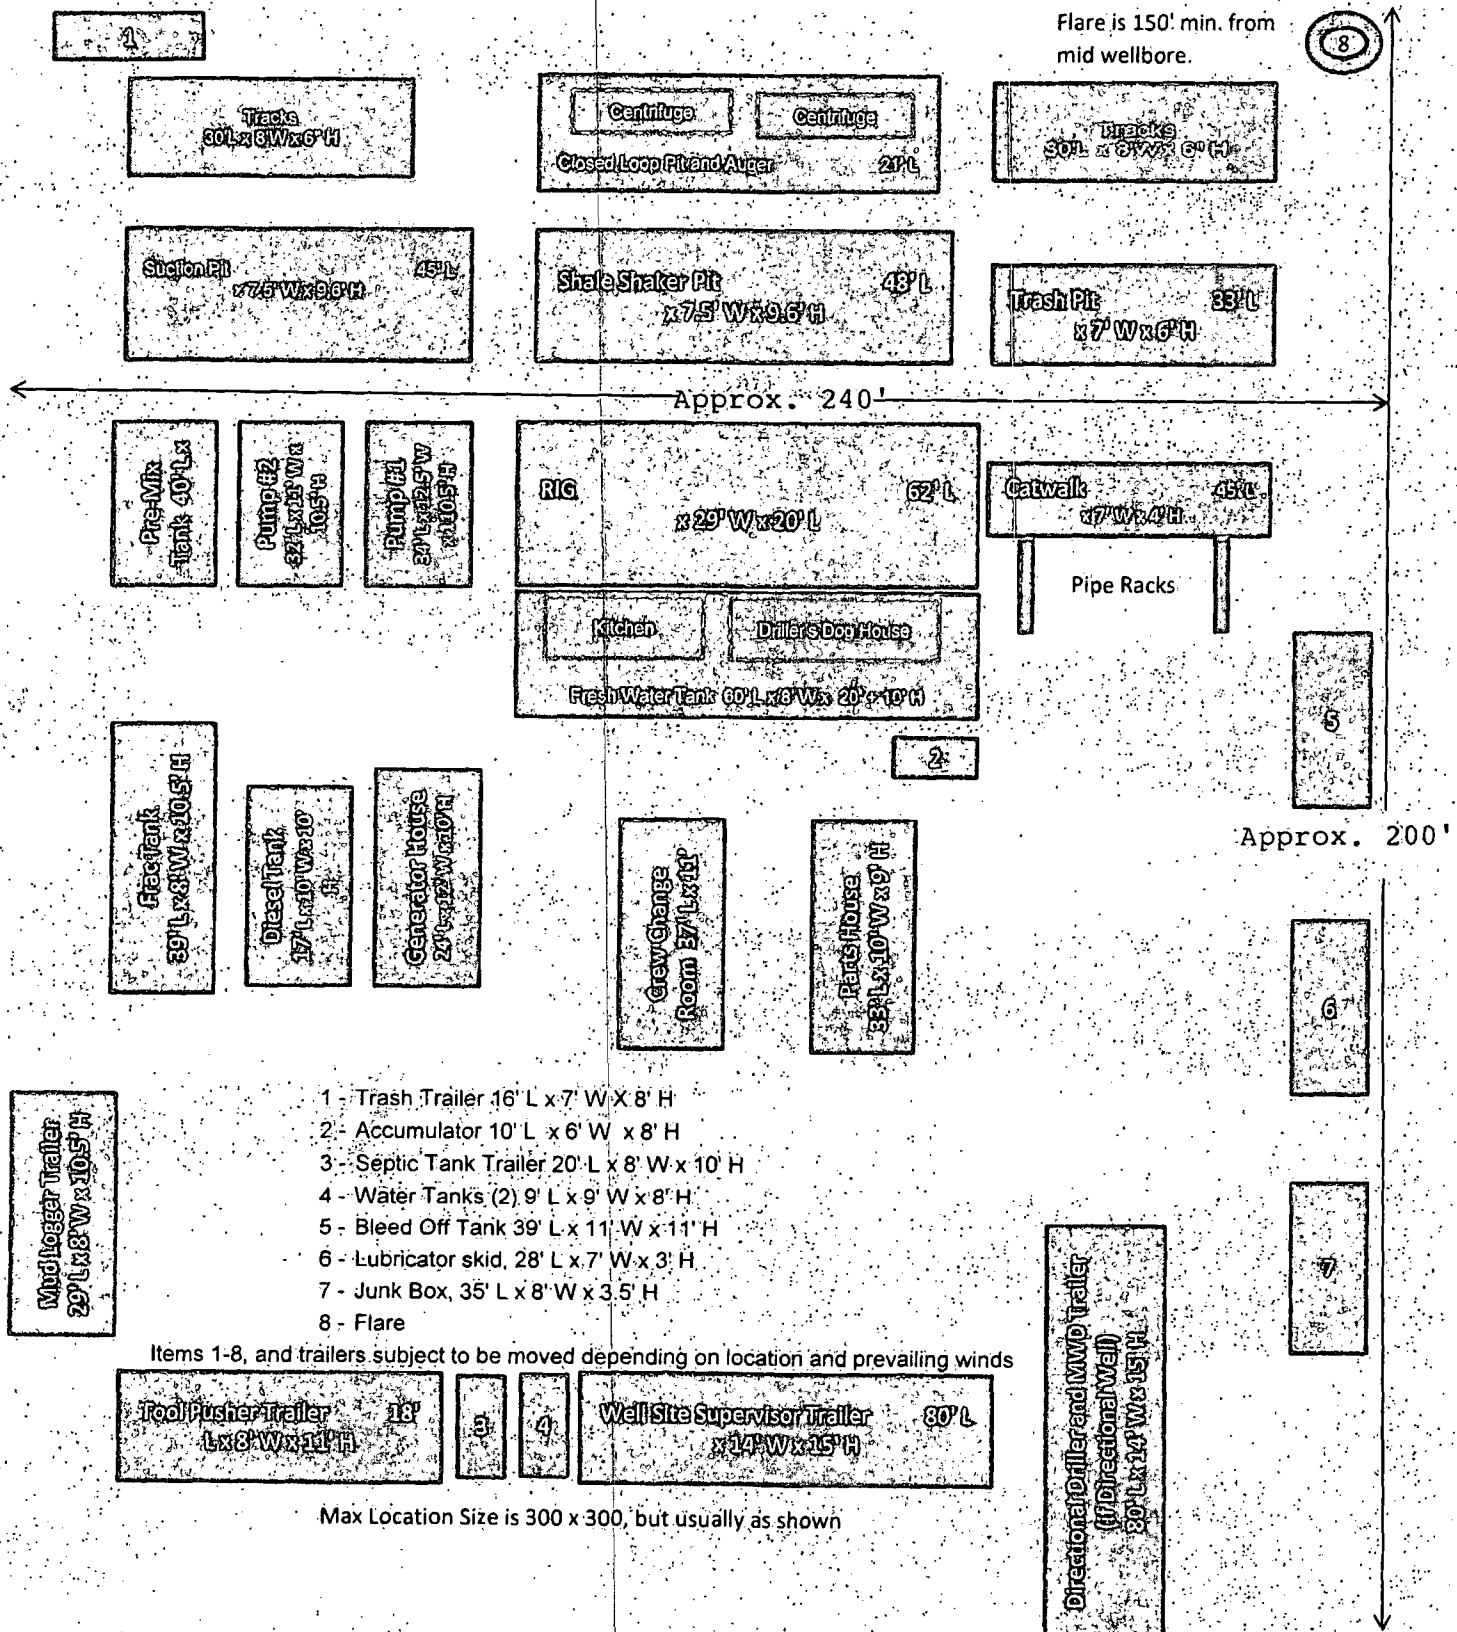 1
Flare is 150' min. from
mid wellbore.
8
Tracks
30'L x 8'W x 6" H
Centrifuge
Centrifuge
Closed Loop Pit and Auger 21' L
Tracks
30'L x 8'W x 6" H
Suction Pit 45' L
x 7.5' W x 9.6' H
Shale Shaker Pit 48' L
x 7.5' W x 9.6' H
Trash Pit 33' L
x 7' W x 6' H
Approx. 240'
Pre-Mix
Tank 40' L x
Pump #2
32' L x 11' W x
10.5' H
Pump #1
34' L x 12.5' W
x 10.5' H
RIG 62' L
x 29' W x 20' L
Catwalk 45' L
x 7' W x 4' H
Pipe Racks
Kitchen
Driller's Dog House
Fresh Water Tank 60' L x 8' W x 20' + 10' H
2
5
Approx. 200'
Frac Tank
39' L x 8' W x 10.5' H
Diesel Tank
17' L x 10' W x 10'
H
Generator House
24' L x 12' W x 10' H
Crew Change
Room 37' L x 11'
Parts House
33' L x 10' W x 9' H
6
Mud Logger Trailer
29' L x 8' W x 10.5' H
1 - Trash Trailer 16' L x 7' W X 8' H
2 - Accumulator 10' L x 6' W x 8' H
3 - Septic Tank Trailer 20' L x 8' W x 10' H
4 - Water Tanks (2) 9' L x 9' W x 8' H
5 - Bleed Off Tank 39' L x 11' W x 11' H
6 - Lubricator skid, 28' L x 7' W x 3' H
7 - Junk Box, 35' L x 8' W x 3.5' H
8 - Flare
7
Items 1-8, and trailers subject to be moved depending on location and prevailing winds
Tool Pusher Trailer 18'
L x 8' W x 11' H
3
4
Well Site Supervisor Trailer 80' L
x 14' W x 15' H
Directional Driller and MWD Trailer
(If Directional Well)
80' L x 14' W x 15' H
Max Location Size is 300 x 300, but usually as shown